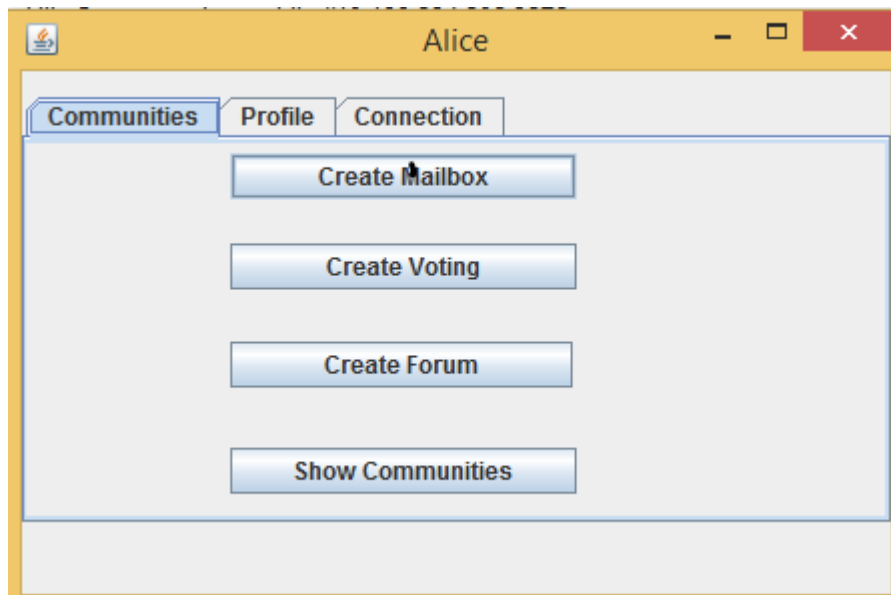 Alice
Communities Profile Connection
Create Mailbox
Create Voting
Create Forum
Show Communities